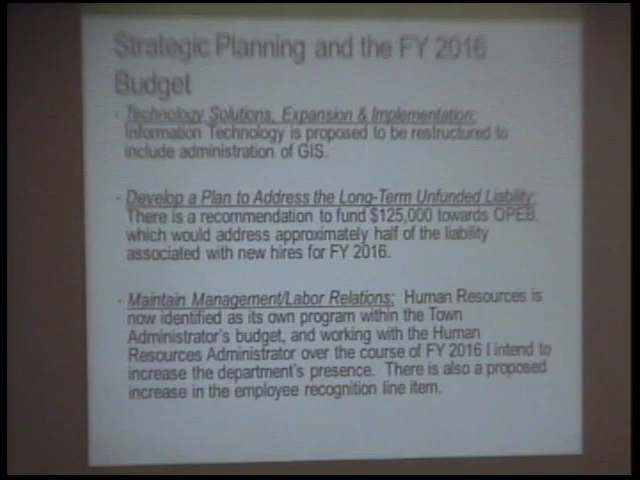 Strategic Planning and the FY 2016
Budget
· Technology Solutions, Expansion & Implementation:
Information Technology is proposed to be restructured to
include administration of GIS.
· Develop a Plan to Address the Long-Term Unfunded Liability:
There is a recommendation to fund $125,000 towards OPEB,
which would address approximately half of the liability
associated with new hires for FY 2016.
· Maintain Management/Labor Relations: Human Resources is
now identified as its own program within the Town
Administrator's budget, and working with the Human
Resources Administrator over the course of FY 2016 I intend to
increase the department's presence. There is also a proposed
increase in the employee recognition line item.